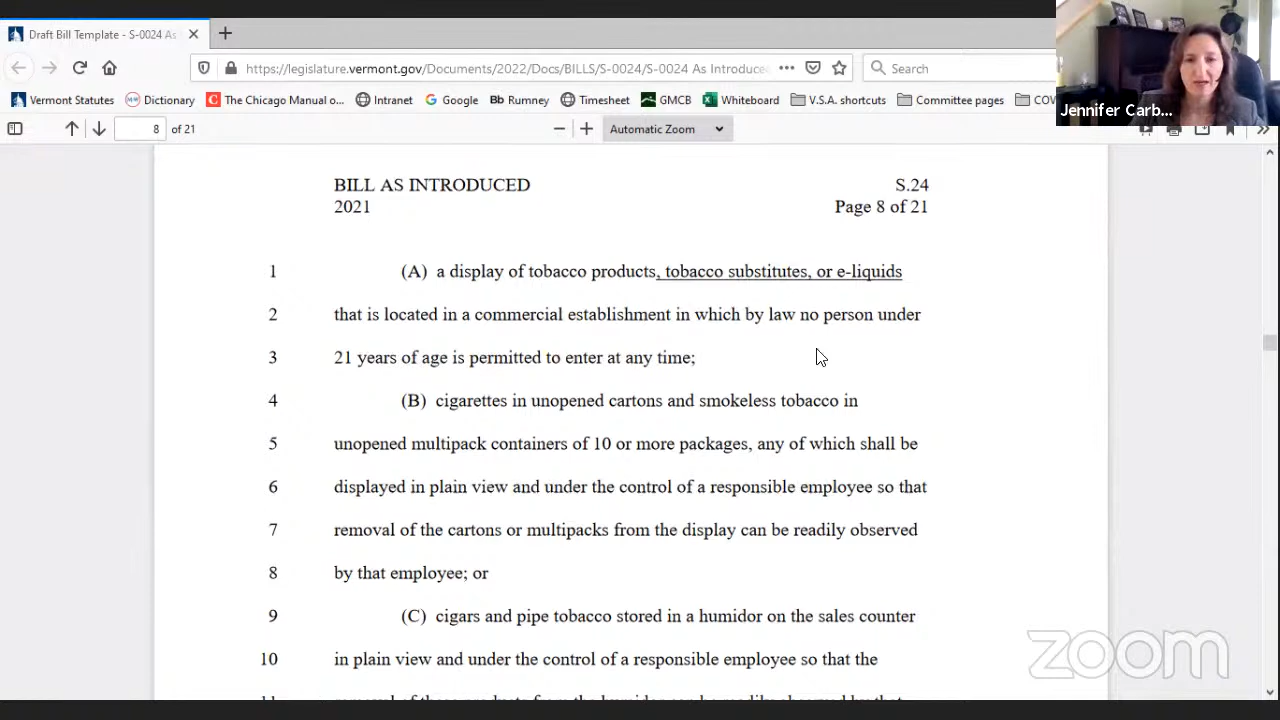 Draft Bill Template - S-0024 As
https://legislature.vermont.gov/Documents/2022/Docs/BILLS/S-0024/S-0024 As Introduced
Search
Vermont Statutes
Dictionary
The Chicago Manual o...
Intranet
Google
Bb Rumney
Timesheet
GMCB
Whiteboard
V.S.A. shortcuts
Committee pages
COV
Jennifer Carb...
8 of 21
Automatic Zoom
BILL AS INTRODUCED S.24
2021 Page 8 of 21
1 (A) a display of tobacco products, tobacco substitutes, or e-liquids
2 that is located in a commercial establishment in which by law no person under
3 21 years of age is permitted to enter at any time;
4 (B) cigarettes in unopened cartons and smokeless tobacco in
5 unopened multipack containers of 10 or more packages, any of which shall be
6 displayed in plain view and under the control of a responsible employee so that
7 removal of the cartons or multipacks from the display can be readily observed
8 by that employee; or
9 (C) cigars and pipe tobacco stored in a humidor on the sales counter
10 in plain view and under the control of a responsible employee so that the
zoom